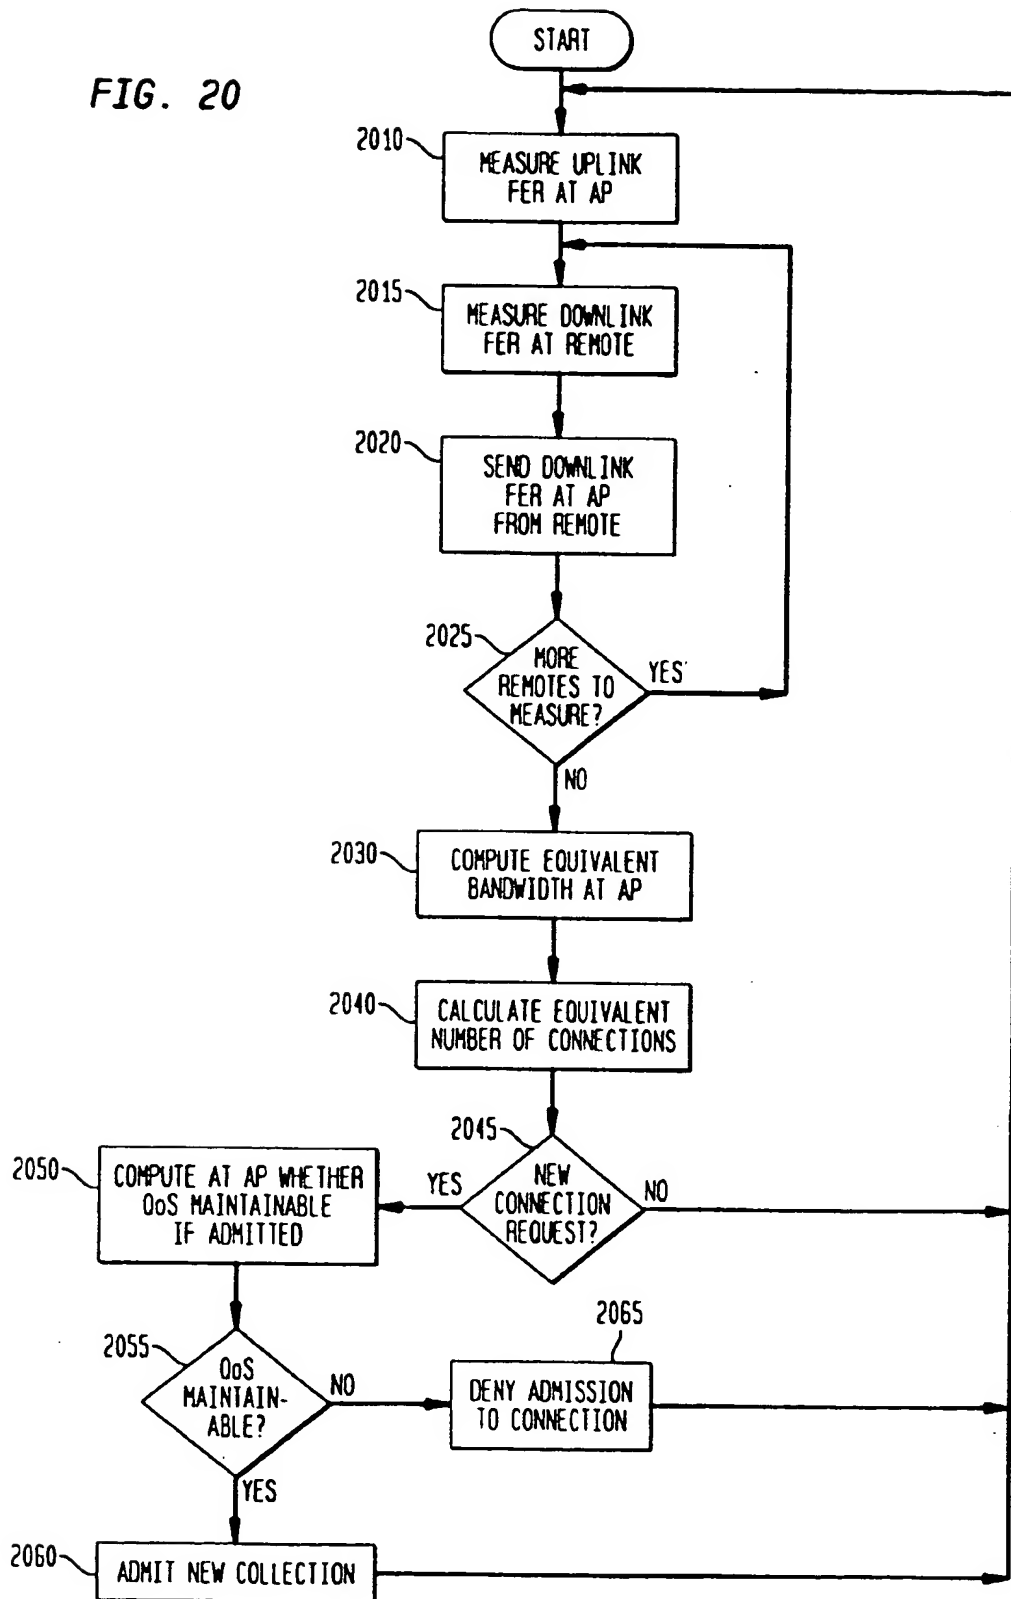 FIG. 20
START
2010
MEASURE UPLINK
FER AT AP
2015
MEASURE DOWNLINK
FER AT REMOTE
2020
SEND DOWNLINK
FER AT AP
FROM REMOTE
2025
MORE
REMOTES TO
MEASURE?
YES
NO
2030
COMPUTE EQUIVALENT
BANDWIDTH AT AP
2040
CALCULATE EQUIVALENT
NUMBER OF CONNECTIONS
2045
NEW
CONNECTION
REQUEST?
YES
NO
2050
COMPUTE AT AP WHETHER
QoS MAINTAINABLE
IF ADMITTED
2055
QoS
MAINTAIN-
ABLE?
NO
YES
2065
DENY ADMISSION
TO CONNECTION
2060
ADMIT NEW COLLECTION